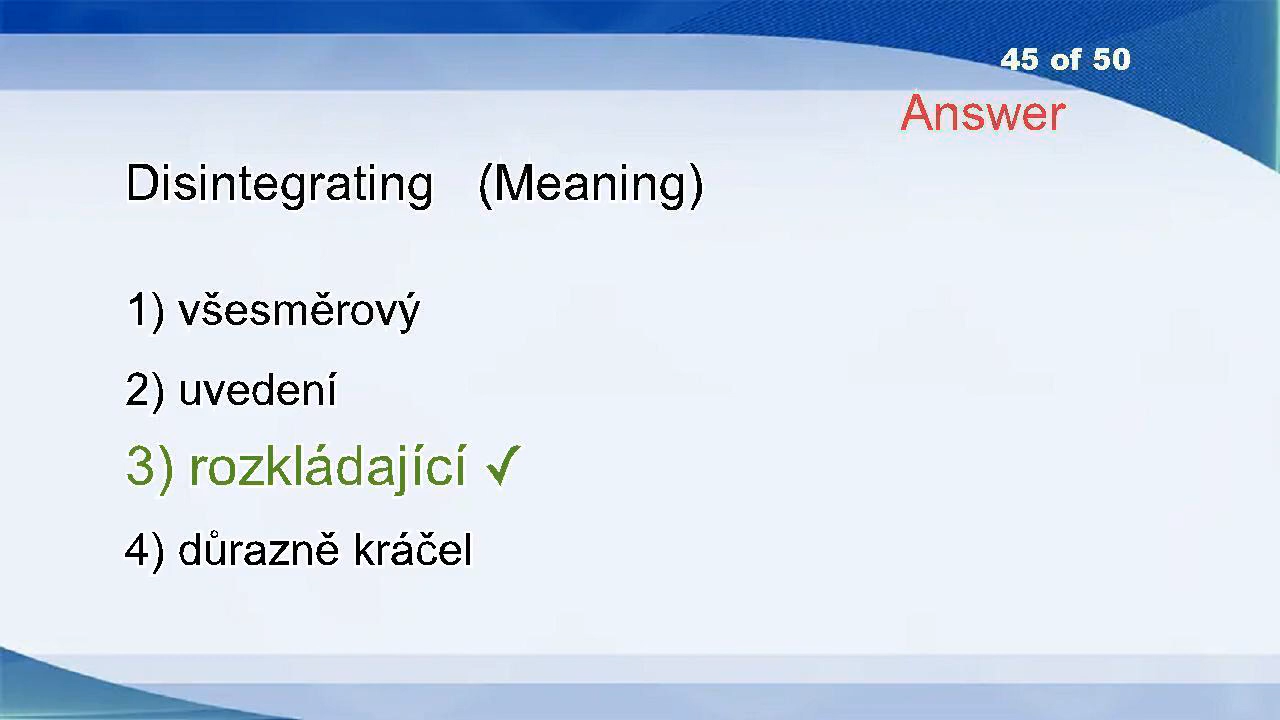 45 of 50
Answer
Disintegrating (Meaning)
1) všesměrový
2) uvedení
3) rozkládající ✓
4) důrazně kráčel